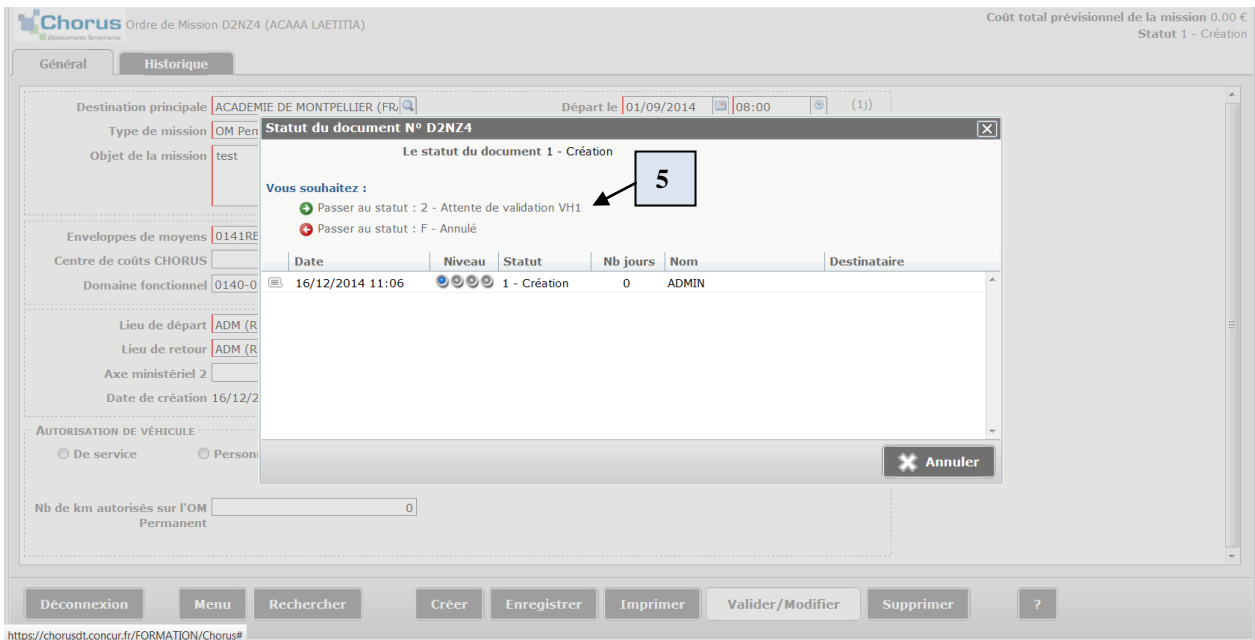 Chorus Ordre de Mission D2NZ4 (ACAAA LAETITIA)
Déplacements Temporaires
Coût total prévisionnel de la mission 0.00 €
Statut 1 - Création
Général Historique
Destination principale ACADEMIE DE MONTPELLIER (FRA Départ le 01/09/2014 08:00 (1j)
Type de mission OM Pen
Objet de la mission test
Statut du document N° D2NZ4
Le statut du document 1 - Création
5
Vous souhaitez :
Passer au statut : 2 - Attente de validation VH1
Passer au statut : F - Annulé
Date Niveau Statut Nb jours Nom Destinataire
16/12/2014 11:06 1 - Création 0 ADMIN
Annuler
Enveloppes de moyens 0141RE
Centre de coûts CHORUS
Domaine fonctionnel 0140-0
Lieu de départ ADM (R
Lieu de retour ADM (R
Axe ministériel 2
Date de création 16/12/2
AUTORISATION DE VÉHICULE
De service Personn
Nb de km autorisés sur l'OM 0
Permanent
Déconnexion Menu Rechercher Créer Enregistrer Imprimer Valider/Modifier Supprimer ?
https://chorusdt.concur.fr/FORMATION/Chorus#